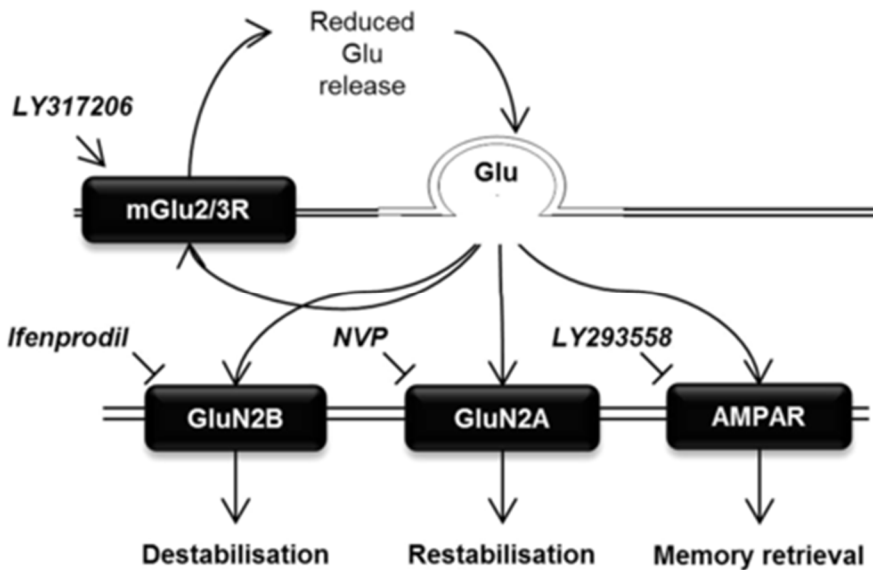 Reduced
Glu
release
LY317206
Glu
mGlu2/3R
Ifenprodil
NVP
LY293558
GluN2B
GluN2A
AMPAR
Destabilisation
Restabilisation
Memory retrieval